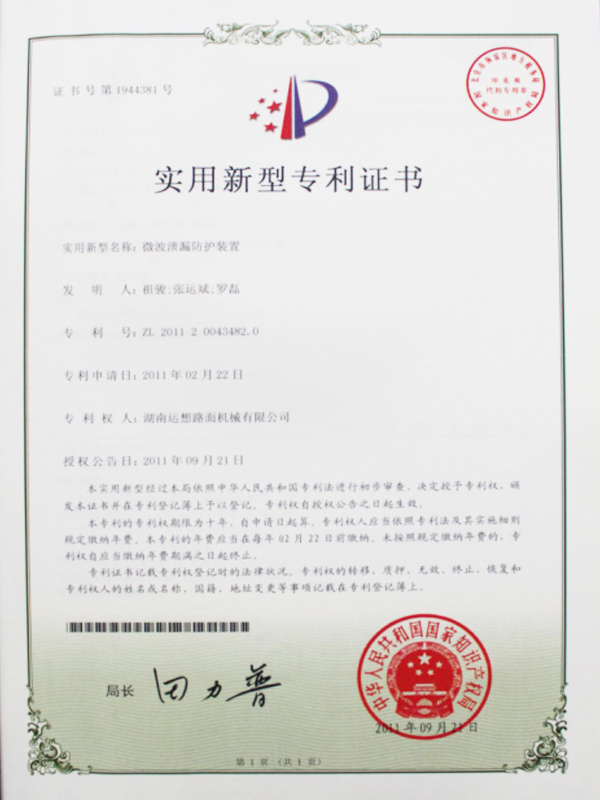 证书号第1944381号
印花税
代扣专用章
国家知识产权局
实用新型专利证书
实用新型名称：微波泄漏防护装置
发明人：祖骏;张运斌;罗磊
专利号：ZL 2011 2 0043482.0
专利申请日：2011年02月22日
专利权人：湖南运想路面机械有限公司
授权公告日：2011年09月21日
本实用新型经过本局依照中华人民共和国专利法进行初步审查，决定授予专利权，颁
发本证书并在专利登记簿上予以登记。专利权自授权公告之日起生效。
本专利的专利权期限为十年，自申请日起算。专利权人应当依照专利法及其实施细则
规定缴纳年费。本专利的年费应当在每年02月22日前缴纳。未按照规定缴纳年费的，专
利权自应当缴纳年费期满之日起终止。
专利证书记载专利权登记时的法律状况。专利权的转移、质押、无效、终止、恢复和
专利权人的姓名或名称、国籍、地址变更等事项记载在专利登记簿上。
局长 田力普
中华人民共和国国家知识产权局
2011年09月21日
第1页（共1页）